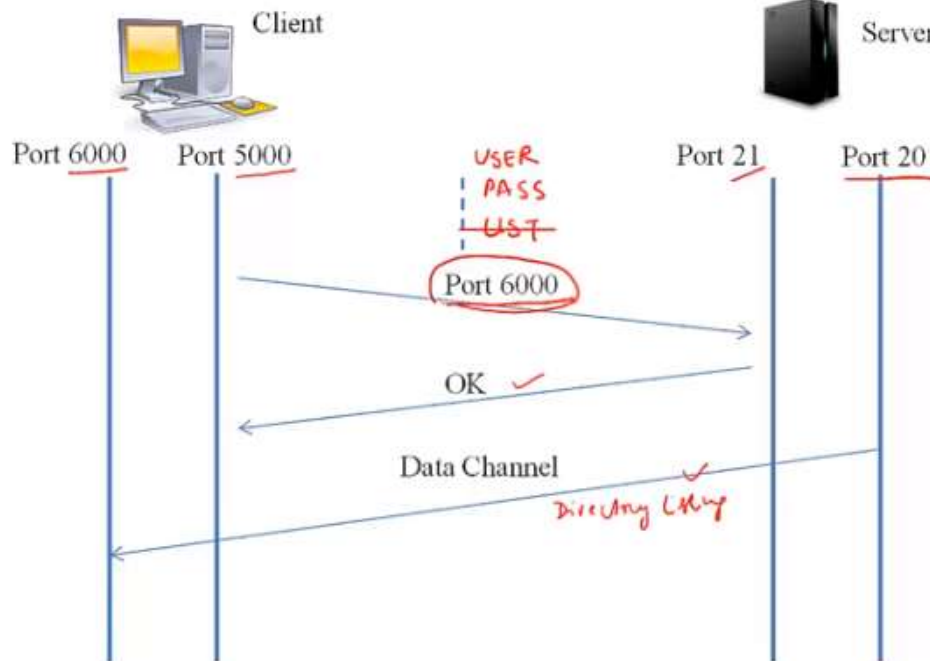 Client
Server
Port 6000
Port 5000
USER
PASS
LIST
Port 21
Port 20
Port 6000
OK
Data Channel
Directory